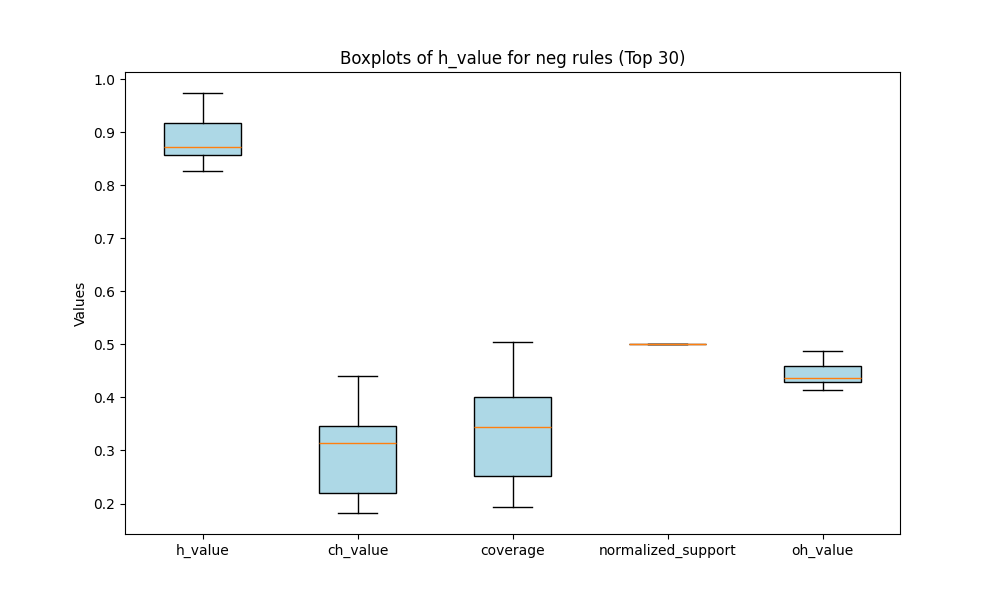 Boxplots of h_value for neg rules (Top 30)
Values
1.0
0.9
0.8
0.7
0.6
0.5
0.4
0.3
0.2
h_value
ch_value
coverage
normalized_support
oh_value